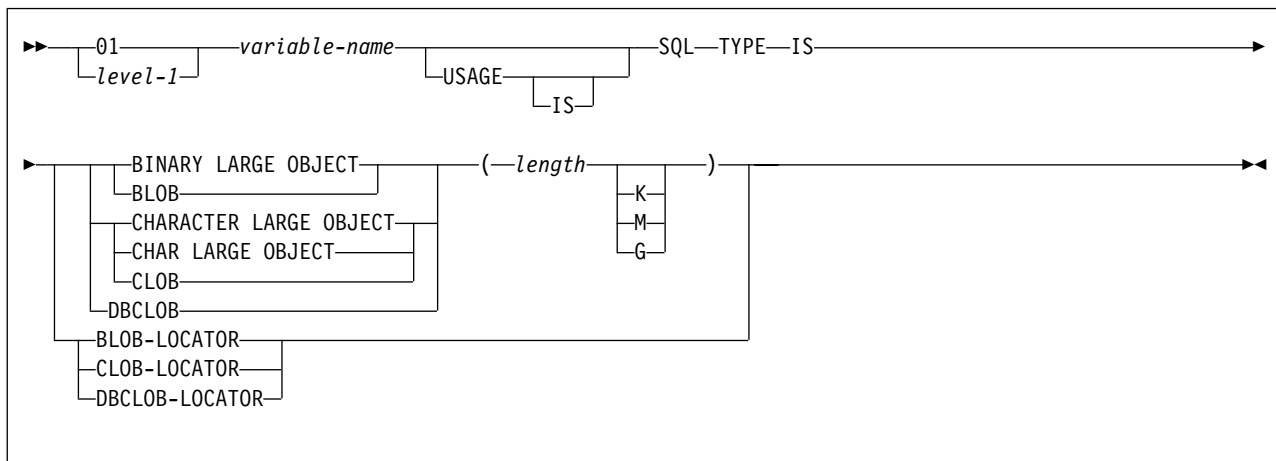 01 variable-name SQL TYPE IS
level-1 USAGE
IS
BINARY LARGE OBJECT ( length )
BLOB K
CHARACTER LARGE OBJECT M
CHAR LARGE OBJECT G
CLOB
DBCLOB
BLOB-LOCATOR
CLOB-LOCATOR
DBCLOB-LOCATOR